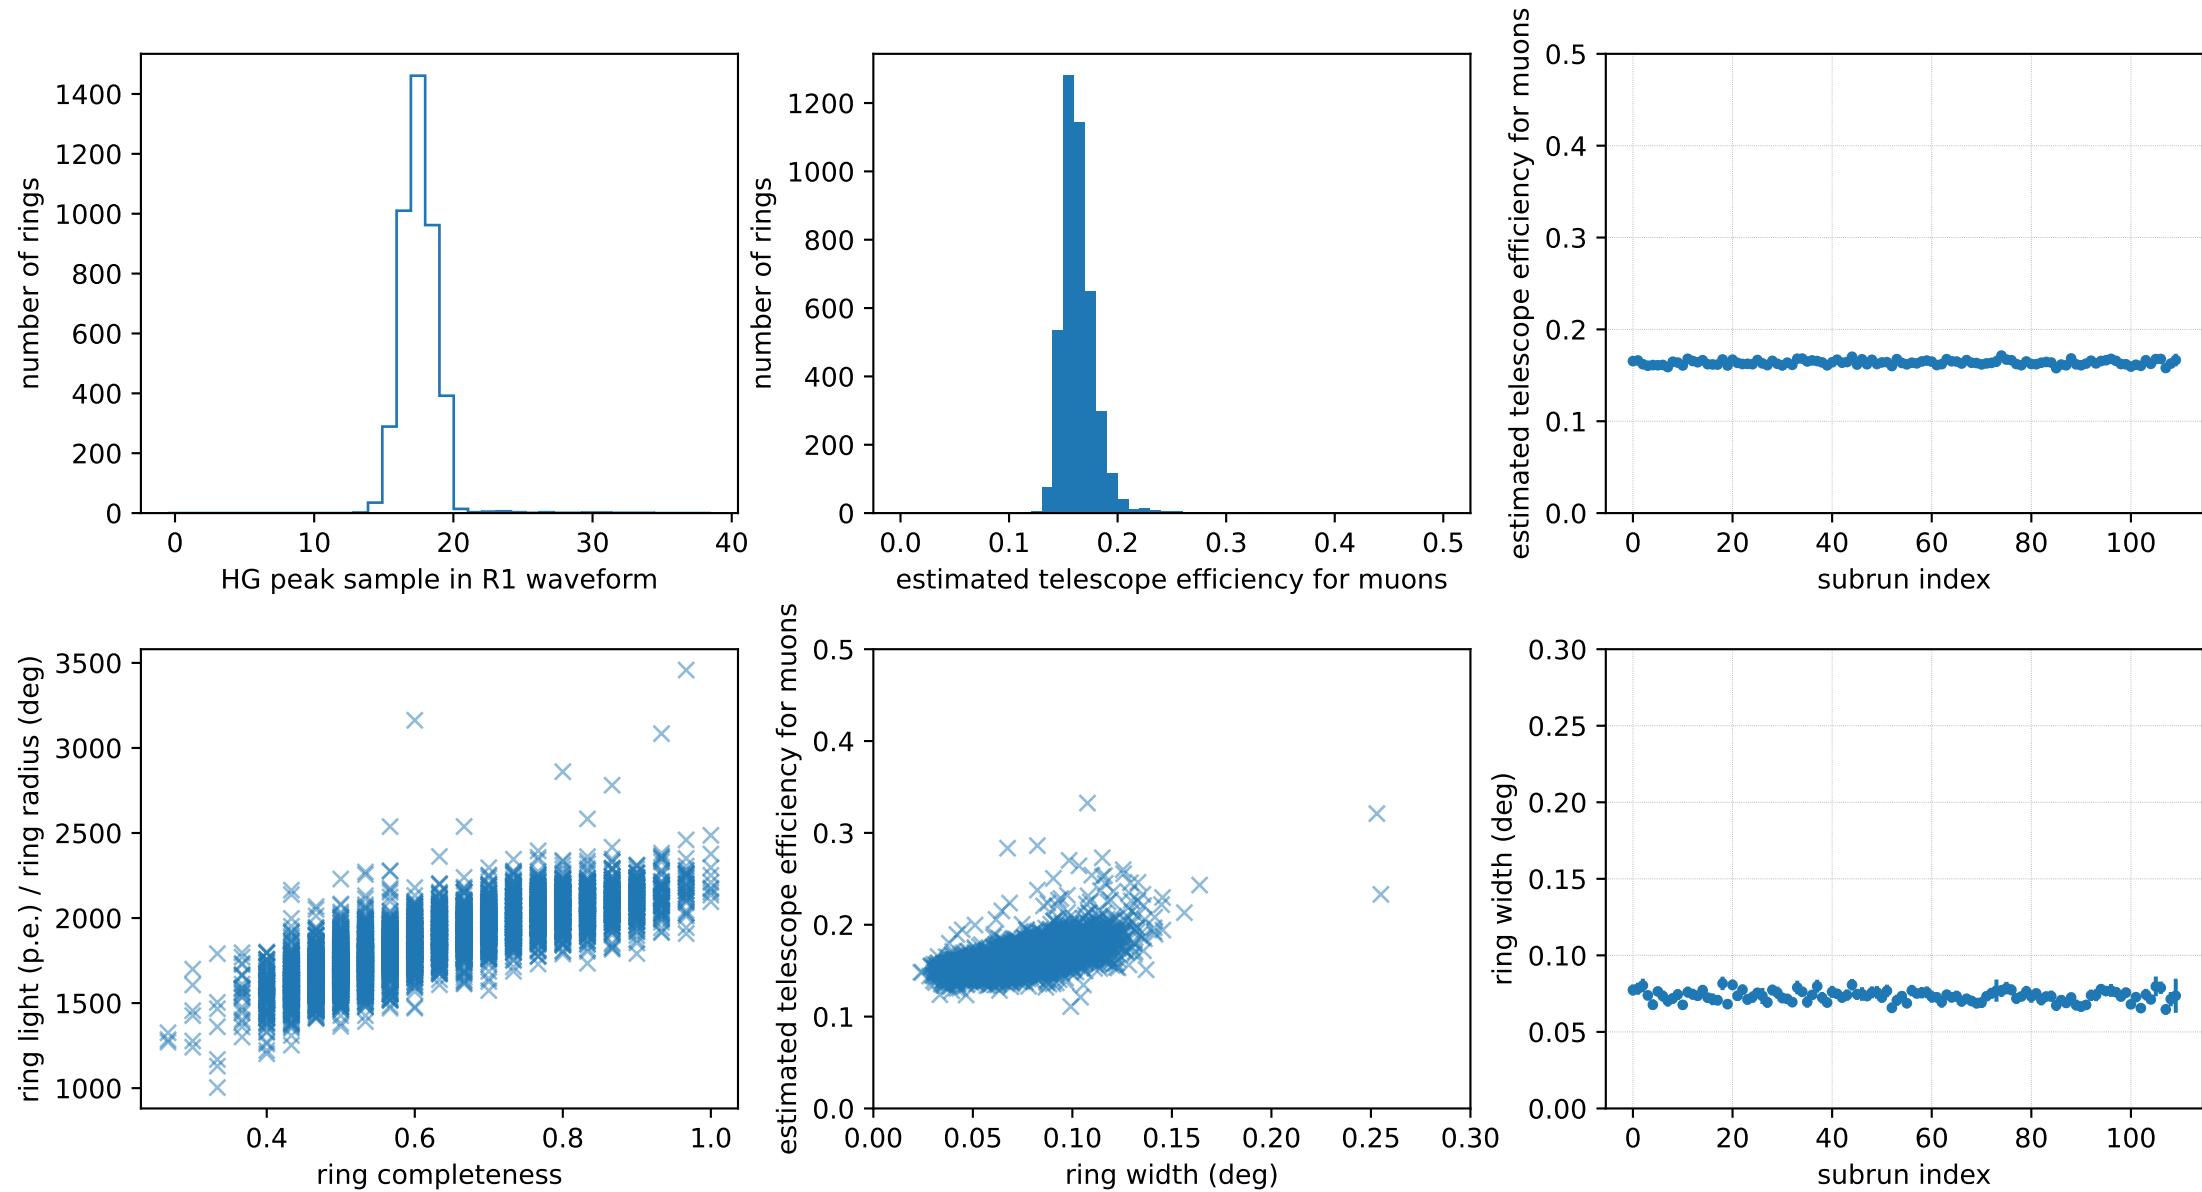 number of rings
1400
1200
1000
800
600
400
200
0
0 10 20 30 40
HG peak sample in R1 waveform
number of rings
1200
1000
800
600
400
200
0
0.0 0.1 0.2 0.3 0.4 0.5
estimated telescope efficiency for muons
estimated telescope efficiency for muons
0.5
0.4
0.3
0.2
0.1
0.0
0 20 40 60 80 100
subrun index
ring light (p.e.) / ring radius (deg)
3500
3000
2500
2000
1500
1000
0.4 0.6 0.8 1.0
ring completeness
estimated telescope efficiency for muons
0.5
0.4
0.3
0.2
0.1
0.0
0.00 0.05 0.10 0.15 0.20 0.25 0.30
ring width (deg)
ring width (deg)
0.30
0.25
0.20
0.15
0.10
0.05
0.00
0 20 40 60 80 100
subrun index